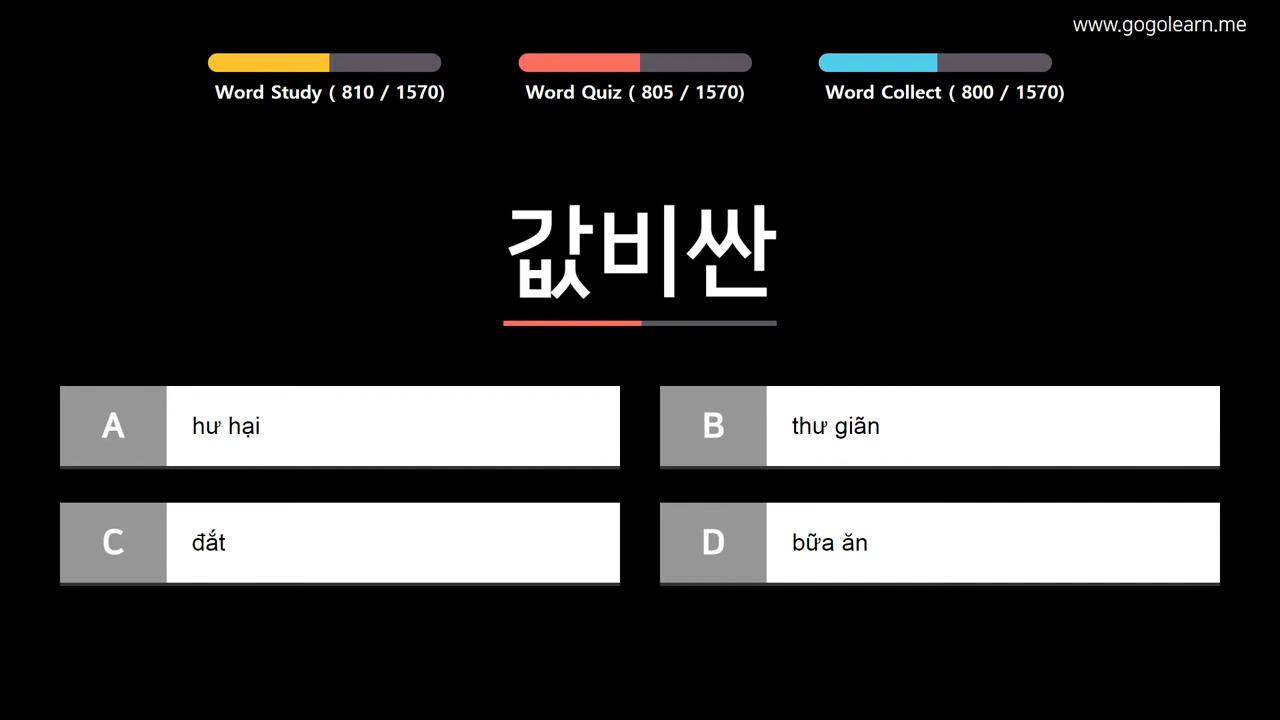 www.gogolearn.me
Word Study ( 810 / 1570)
Word Quiz ( 805 / 1570)
Word Collect ( 800 / 1570)
값비싼
A hư hại
B thư giãn
C đắt
D bữa ăn